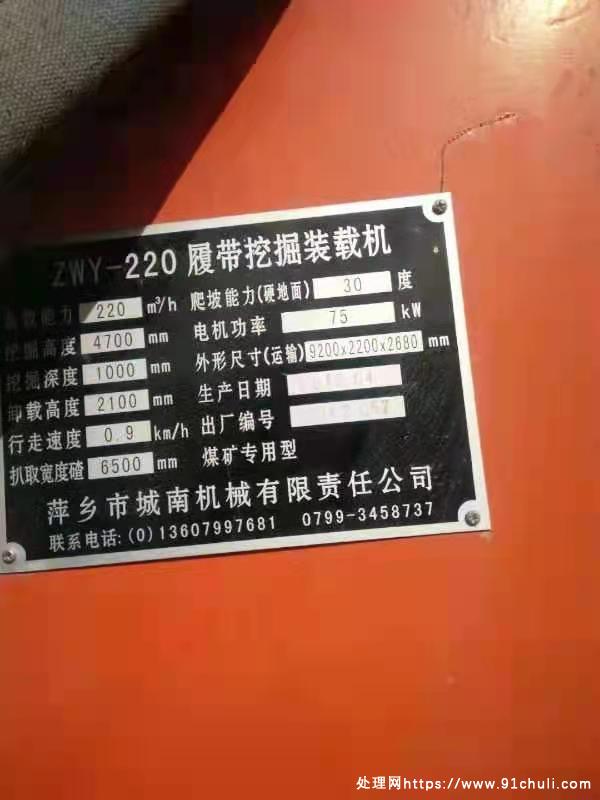 ZWY-220 履带挖掘装载机
装载能力 220 m³/h 爬坡能力(硬地面) 30 度
挖掘高度 4700 mm 电机功率 75 kW
挖掘深度 1000 mm 外形尺寸(运输) 9200x2200x2680 mm
卸载高度 2100 mm 生产日期
行走速度 0.9 km/h 出厂编号
扒取宽度碴 6500 mm 煤矿专用型
萍乡市城南机械有限责任公司
联系电话:(0)13607997681 0799-3458737
处理网https://www.91chuli.com/